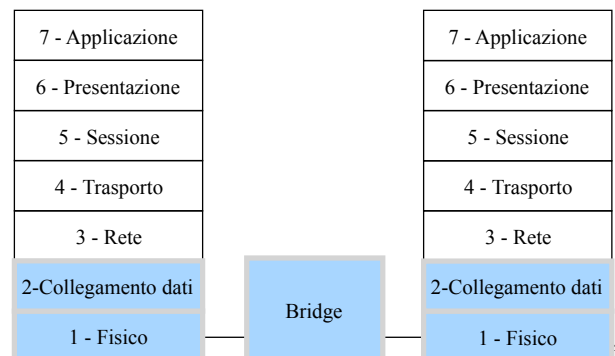 7 - Applicazione
6 - Presentazione
5 - Sessione
4 - Trasporto
3 - Rete
2-Collegamento dati
1 - Fisico
Bridge
7 - Applicazione
6 - Presentazione
5 - Sessione
4 - Trasporto
3 - Rete
2-Collegamento dati
1 - Fisico